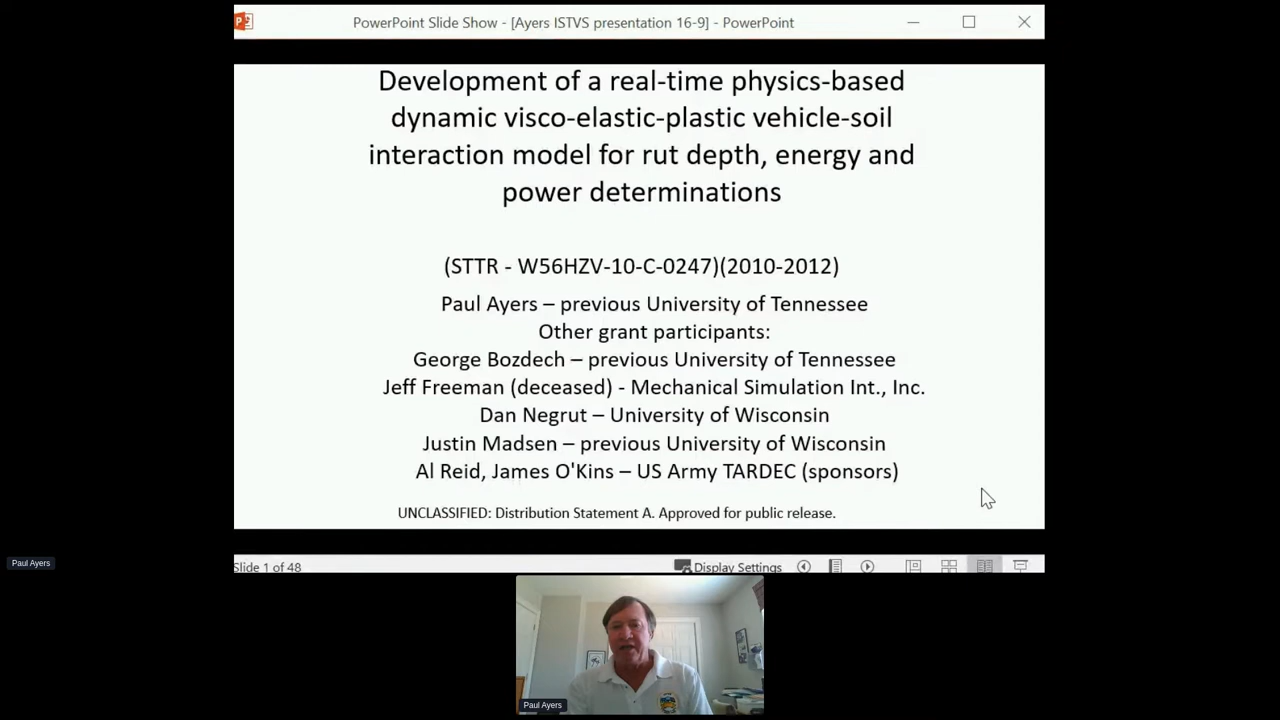 PowerPoint Slide Show - [Ayers ISTVS presentation 16-9] - PowerPoint
Development of a real-time physics-based
dynamic visco-elastic-plastic vehicle-soil
interaction model for rut depth, energy and
power determinations
(STTR - W56HZV-10-C-0247)(2010-2012)
Paul Ayers – previous University of Tennessee
Other grant participants:
George Bozdech – previous University of Tennessee
Jeff Freeman (deceased) - Mechanical Simulation Int., Inc.
Dan Negrut – University of Wisconsin
Justin Madsen – previous University of Wisconsin
Al Reid, James O'Kins – US Army TARDEC (sponsors)
UNCLASSIFIED: Distribution Statement A. Approved for public release.
Slide 1 of 48
Display Settings
Paul Ayers
Paul Ayers